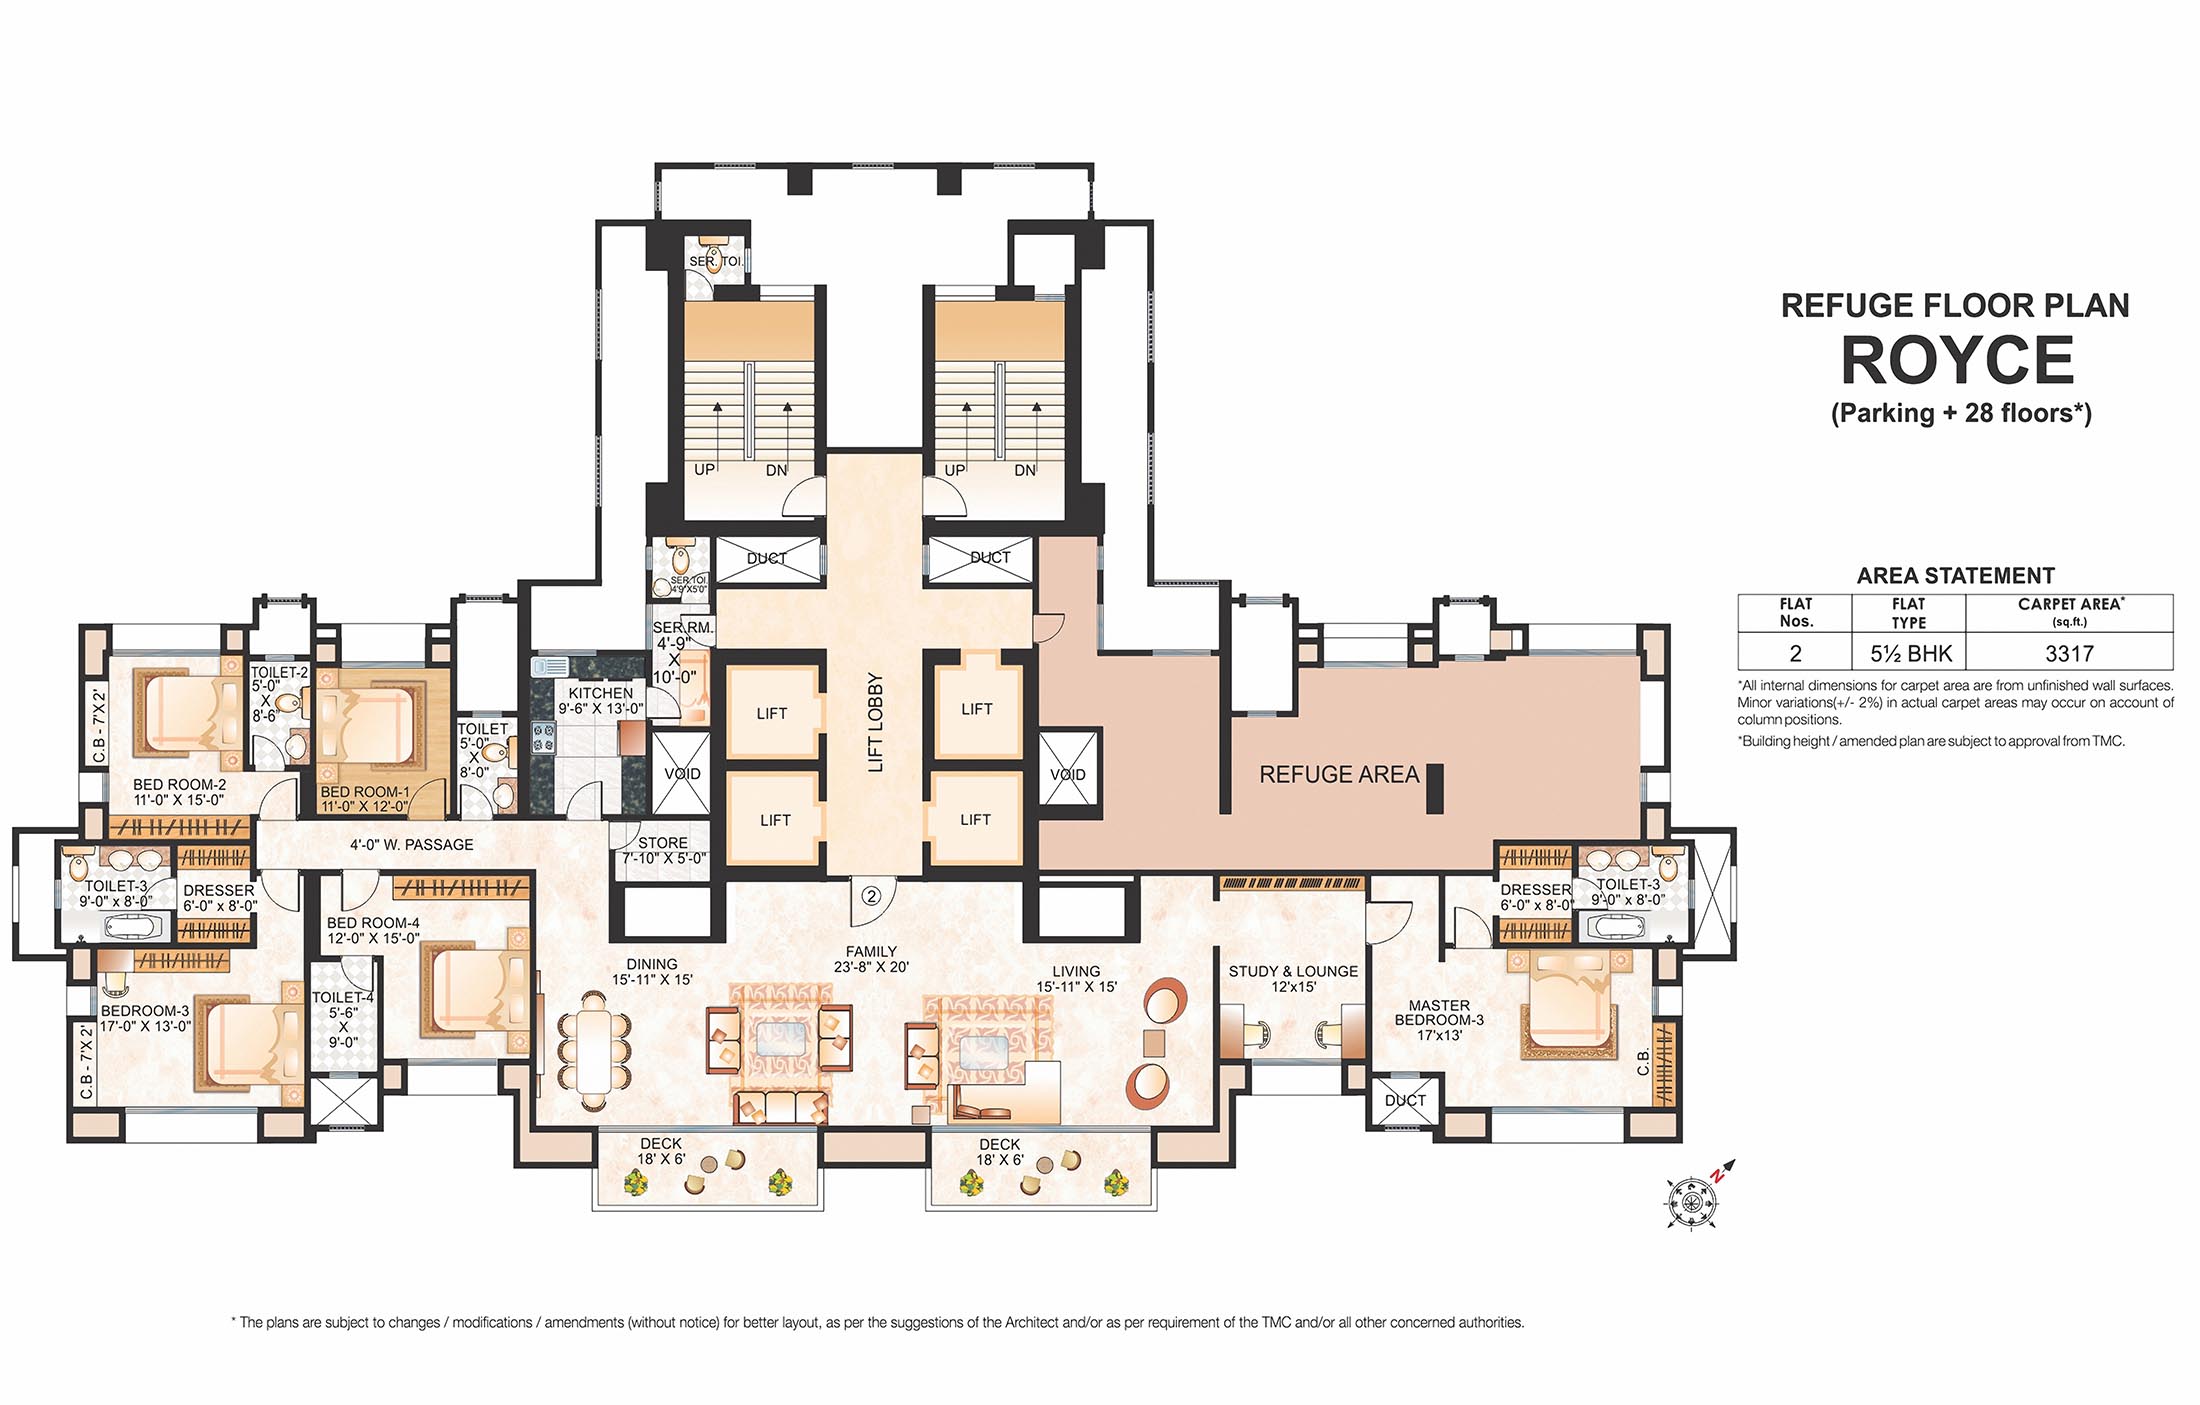 REFUGE FLOOR PLAN
ROYCE
(Parking + 28 floors*)
AREA STATEMENT
FLAT Nos.
FLAT TYPE
CARPET AREA* (sq.ft.)
2
5½ BHK
3317
*All internal dimensions for carpet area are from unfinished wall surfaces.
Minor variations(+/- 2%) in actual carpet areas may occur on account of
column positions.
*Building height / amended plan are subject to approval from TMC.
SER. TOI.
UP
DN
UP
DN
DUCT
DUCT
SER.TOI.
4'9"X5'0"
SER.RM.
4'-9"
X
10'-0"
LIFT
LIFT
LIFT
LIFT
LIFT LOBBY
KITCHEN
9'-6" X 13'-0"
VOID
VOID
REFUGE AREA
TOILET-2
5'-0"
X
8'-6"
C.B - 7'X2'
BED ROOM-2
11'-0" X 15'-0"
BED ROOM-1
11'-0" X 12'-0"
TOILET
5'-0"
X
8'-0"
4'-0" W. PASSAGE
STORE
7'-10" X 5'-0"
TOILET-3
9'-0" x 8'-0"
DRESSER
6'-0" x 8'-0"
BED ROOM-4
12'-0" X 15'-0"
2
DRESSER
6'-0" x 8'-0"
TOILET-3
9'-0" x 8'-0"
DINING
15'-11" X 15'
FAMILY
23'-8" X 20'
LIVING
15'-11" X 15'
STUDY & LOUNGE
12'x15'
BEDROOM-3
17'-0" X 13'-0"
C.B - 7'X 2'
TOILET-4
5'-6"
X
9'-0"
MASTER
BEDROOM-3
17'x13'
C.B.
DUCT
DECK
18' X 6'
DECK
18' X 6'
N
* The plans are subject to changes / modifications / amendments (without notice) for better layout, as per the suggestions of the Architect and/or as per requirement of the TMC and/or all other concerned authorities.